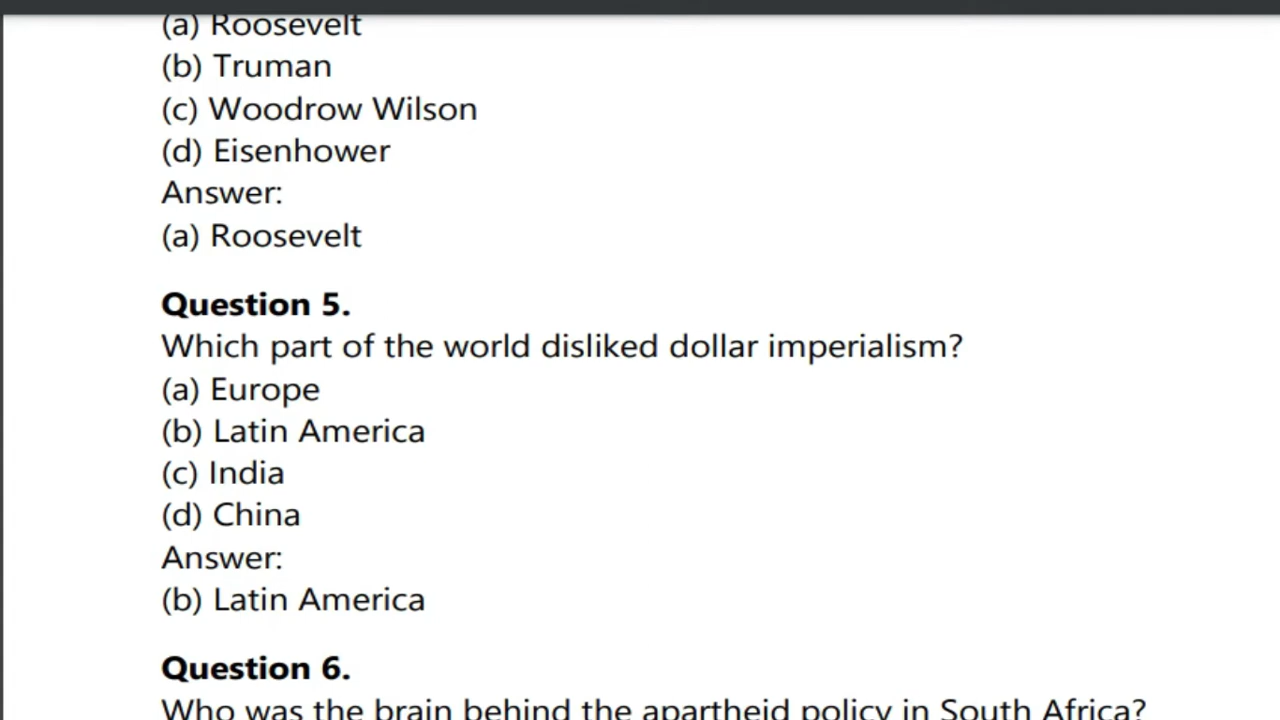 (a) Roosevelt
(b) Truman
(c) Woodrow Wilson
(d) Eisenhower
Answer:
(a) Roosevelt
Question 5.
Which part of the world disliked dollar imperialism?
(a) Europe
(b) Latin America
(c) India
(d) China
Answer:
(b) Latin America
Question 6.
Who was the brain behind the apartheid policy in South Africa?